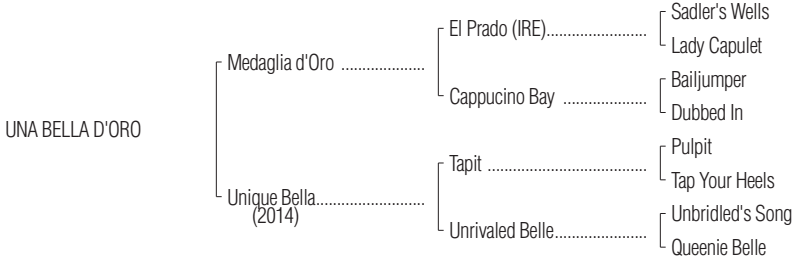 Sadler's Wells
El Prado (IRE)..........................
Lady Capulet
Medaglia d'Oro .....................
Bailjumper
Cappucino Bay .....................
Dubbed In
UNA BELLA D'ORO
Pulpit
Tapit .........................................
Tap Your Heels
Unique Bella...........................
(2014)
Unbridled's Song
Unrivaled Belle.......................
Queenie Belle